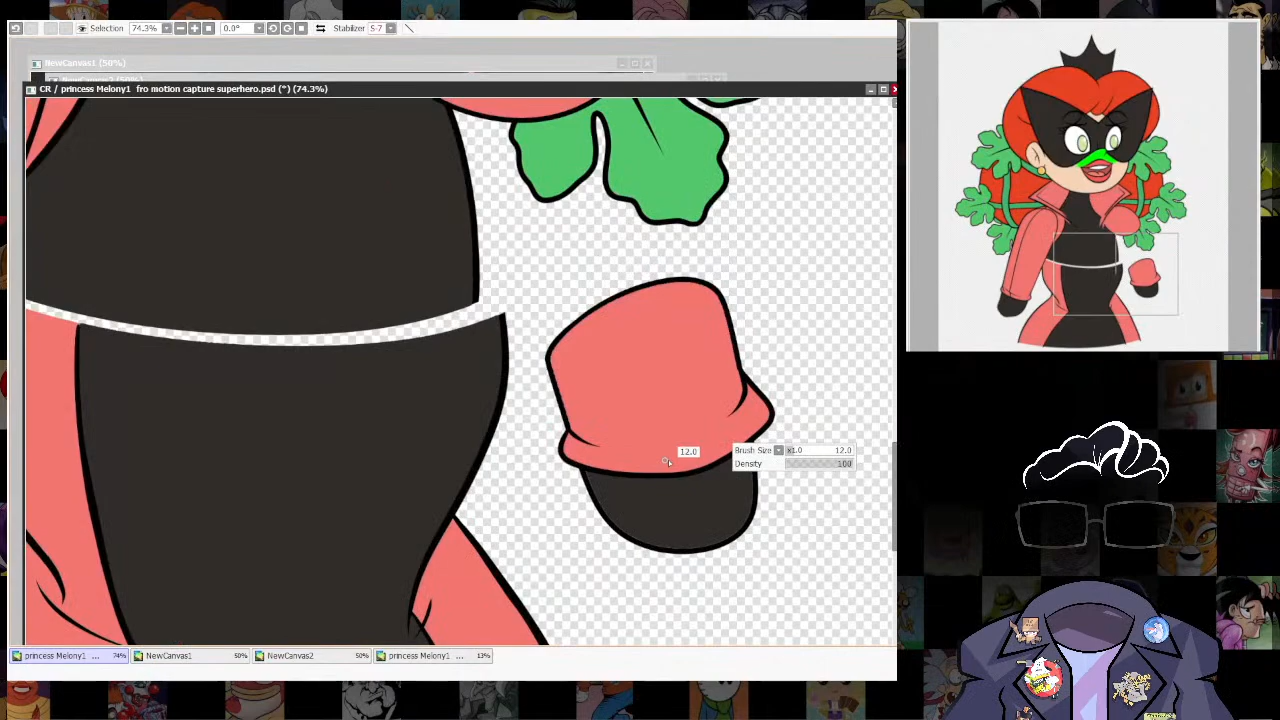 Selection 74.3% 0.0° Stabilizer S-7
NewCanvas1 (50%)
NewCanvas2 (50%)
CR / princess Melony1 fro motion capture superhero.psd (*) (74.3%)
12.0
Brush Size x1.0 12.0
Density 100
princess Melony1 ... 74% NewCanvas1 50% NewCanvas2 50% princess Melony1 ... 13%